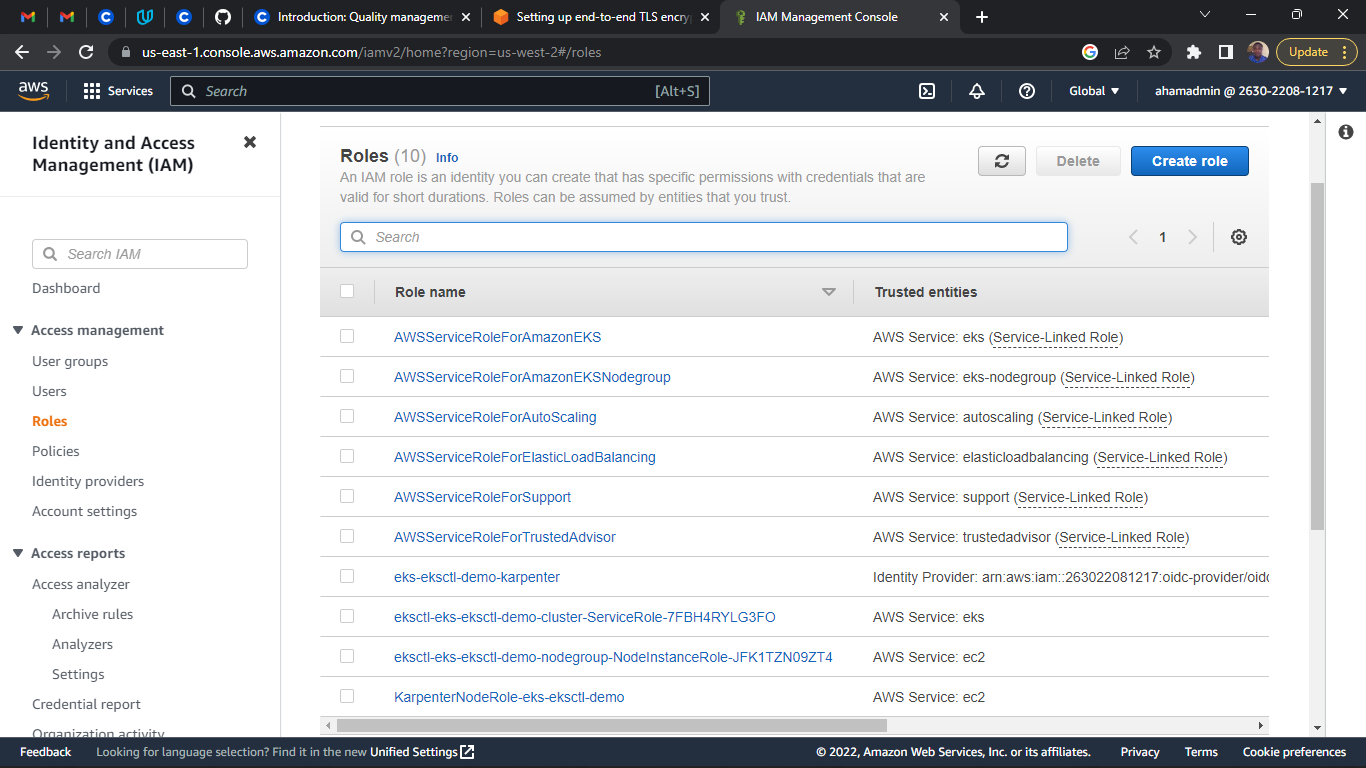 Introduction: Quality manageme
Setting up end-to-end TLS encry
IAM Management Console
us-east-1.console.aws.amazon.com/iamv2/home?region=us-west-2#/roles
Update
aws
Services
Search
[Alt+S]
Global
ahamadmin @ 2630-2208-1217
Identity and Access
Management (IAM)
Search IAM
Dashboard
Access management
User groups
Users
Roles
Policies
Identity providers
Account settings
Access reports
Access analyzer
Archive rules
Analyzers
Settings
Credential report
Organization activity
Roles (10) Info
An IAM role is an identity you can create that has specific permissions with credentials that are
valid for short durations. Roles can be assumed by entities that you trust.
Delete
Create role
Search
1
Role name Trusted entities
AWSServiceRoleForAmazonEKS AWS Service: eks (Service-Linked Role)
AWSServiceRoleForAmazonEKSNodegroup AWS Service: eks-nodegroup (Service-Linked Role)
AWSServiceRoleForAutoScaling AWS Service: autoscaling (Service-Linked Role)
AWSServiceRoleForElasticLoadBalancing AWS Service: elasticloadbalancing (Service-Linked Role)
AWSServiceRoleForSupport AWS Service: support (Service-Linked Role)
AWSServiceRoleForTrustedAdvisor AWS Service: trustedadvisor (Service-Linked Role)
eks-eksctl-demo-karpenter Identity Provider: arn:aws:iam::263022081217:oidc-provider/oidc
eksctl-eks-eksctl-demo-cluster-ServiceRole-7FBH4RYLG3FO AWS Service: eks
eksctl-eks-eksctl-demo-nodegroup-NodeInstanceRole-JFK1TZN09ZT4 AWS Service: ec2
KarpenterNodeRole-eks-eksctl-demo AWS Service: ec2
Feedback
Looking for language selection? Find it in the new Unified Settings
© 2022, Amazon Web Services, Inc. or its affiliates.
Privacy
Terms
Cookie preferences